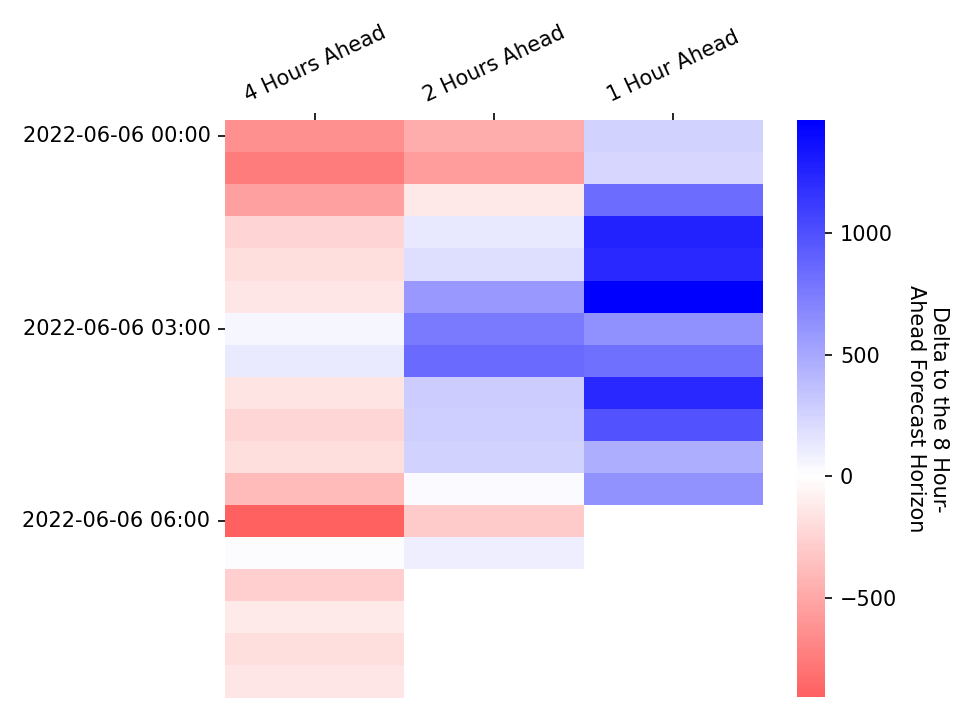 4 Hours Ahead
2 Hours Ahead
1 Hour Ahead
2022-06-06 00:00
2022-06-06 03:00
2022-06-06 06:00
1000
500
0
−500
Delta to the 8 Hour-
Ahead Forecast Horizon